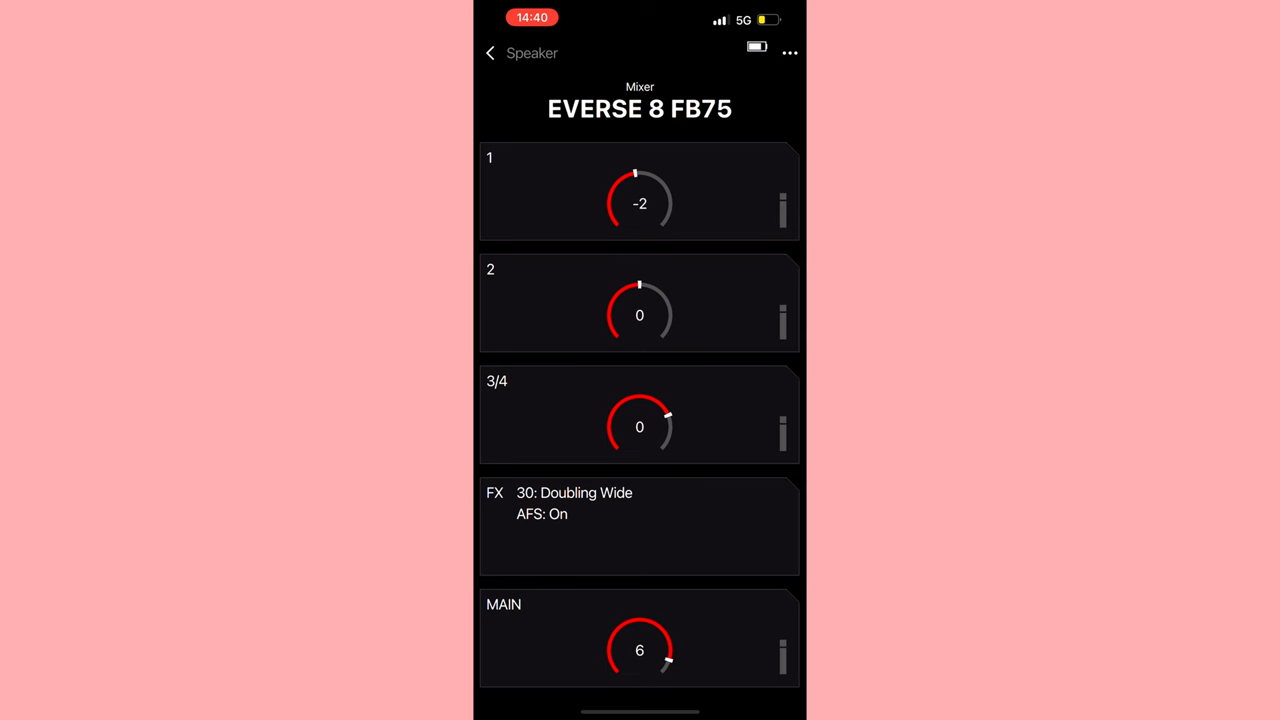 14:40
5G
Speaker
Mixer
EVERSE 8 FB75
1
-2
2
0
3/4
0
FX 30: Doubling Wide
AFS: On
MAIN
6